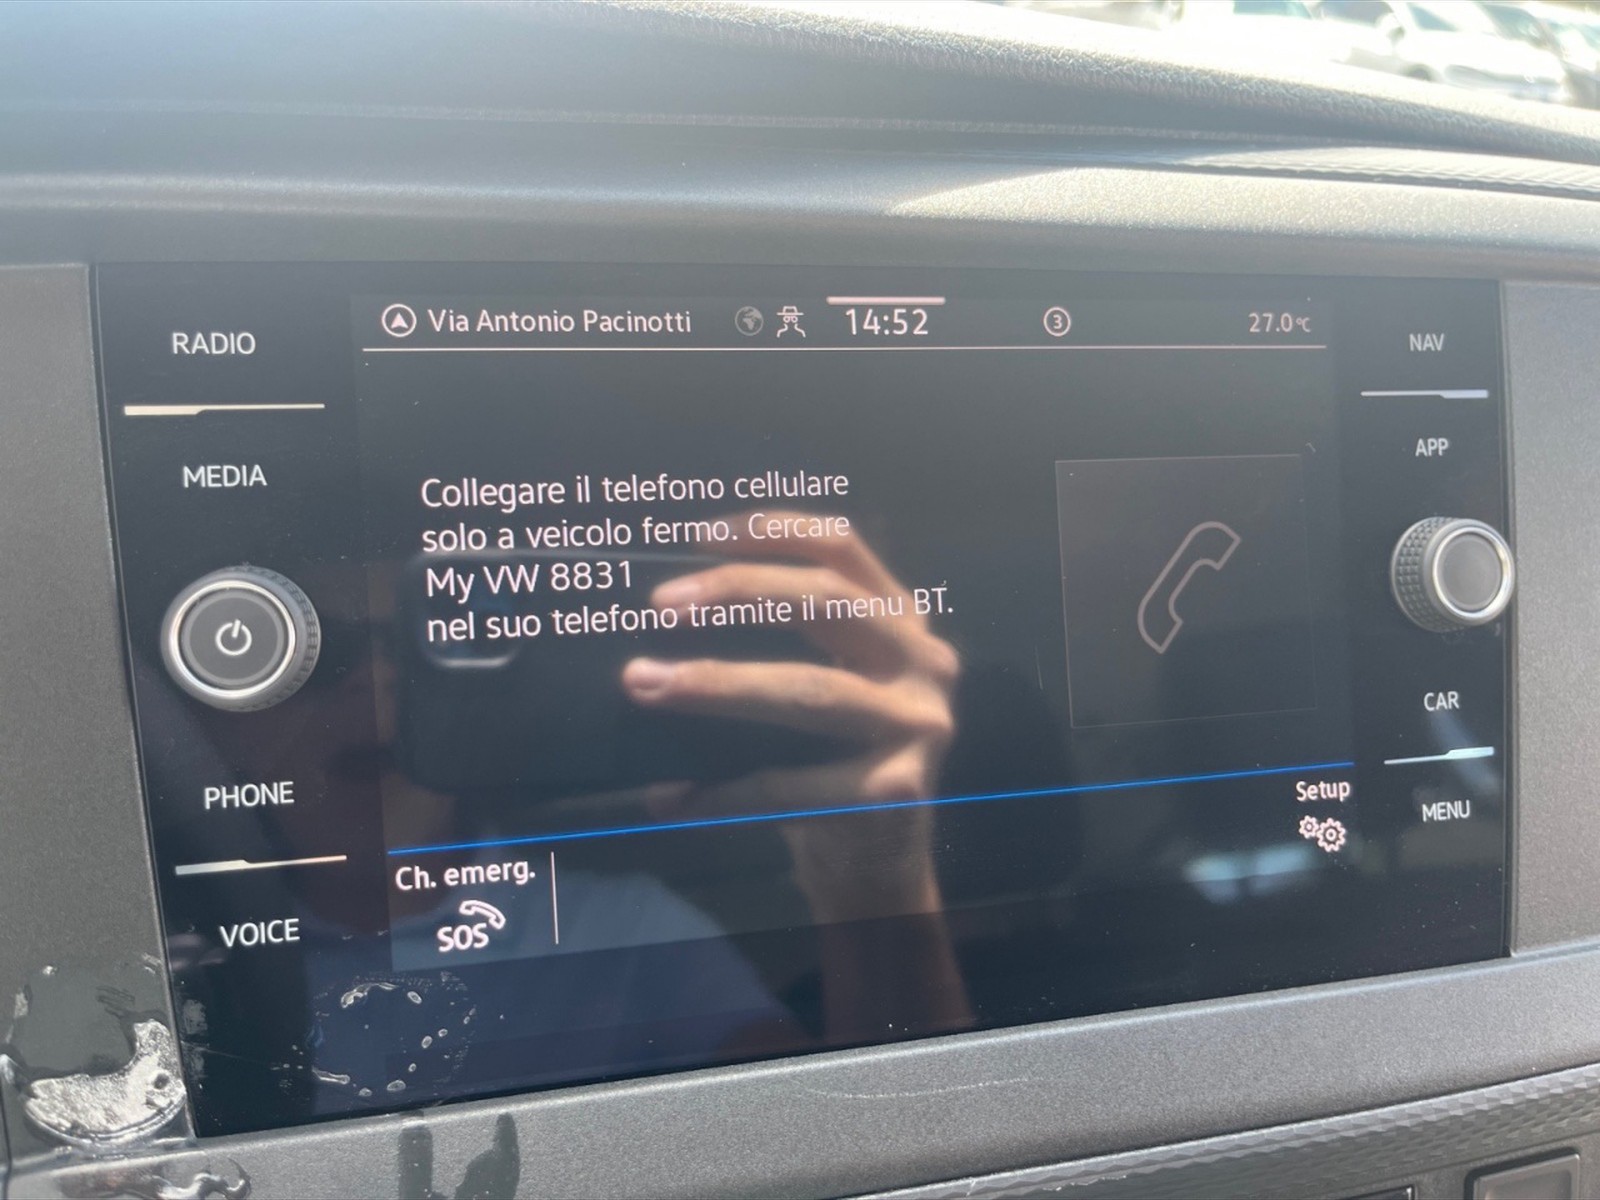 RADIO
MEDIA
PHONE
VOICE
Via Antonio Pacinotti
14:52
3
27.0°C
Collegare il telefono cellulare
solo a veicolo fermo. Cercare
My VW 8831
nel suo telefono tramite il menu BT.
Setup
Ch. emerg.
SOS
NAV
APP
CAR
MENU